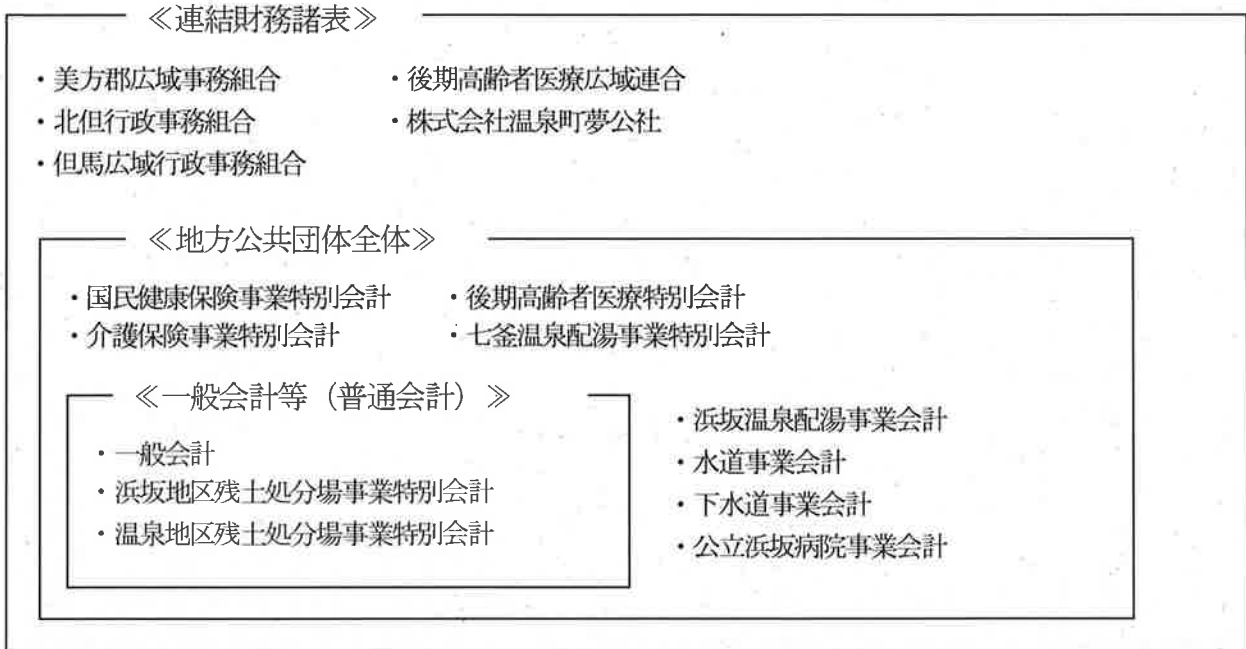 ≪連結財務諸表≫
・美方郡広域事務組合 ・後期高齢者医療広域連合
・北但行政事務組合 ・株式会社温泉町夢公社
・但馬広域行政事務組合
≪地方公共団体全体≫
・国民健康保険事業特別会計 ・後期高齢者医療特別会計
・介護保険事業特別会計 ・七釜温泉配湯事業特別会計
≪一般会計等（普通会計）≫
・一般会計
・浜坂地区残土処分場事業特別会計
・温泉地区残土処分場事業特別会計
・浜坂温泉配湯事業会計
・水道事業会計
・下水道事業会計
・公立浜坂病院事業会計